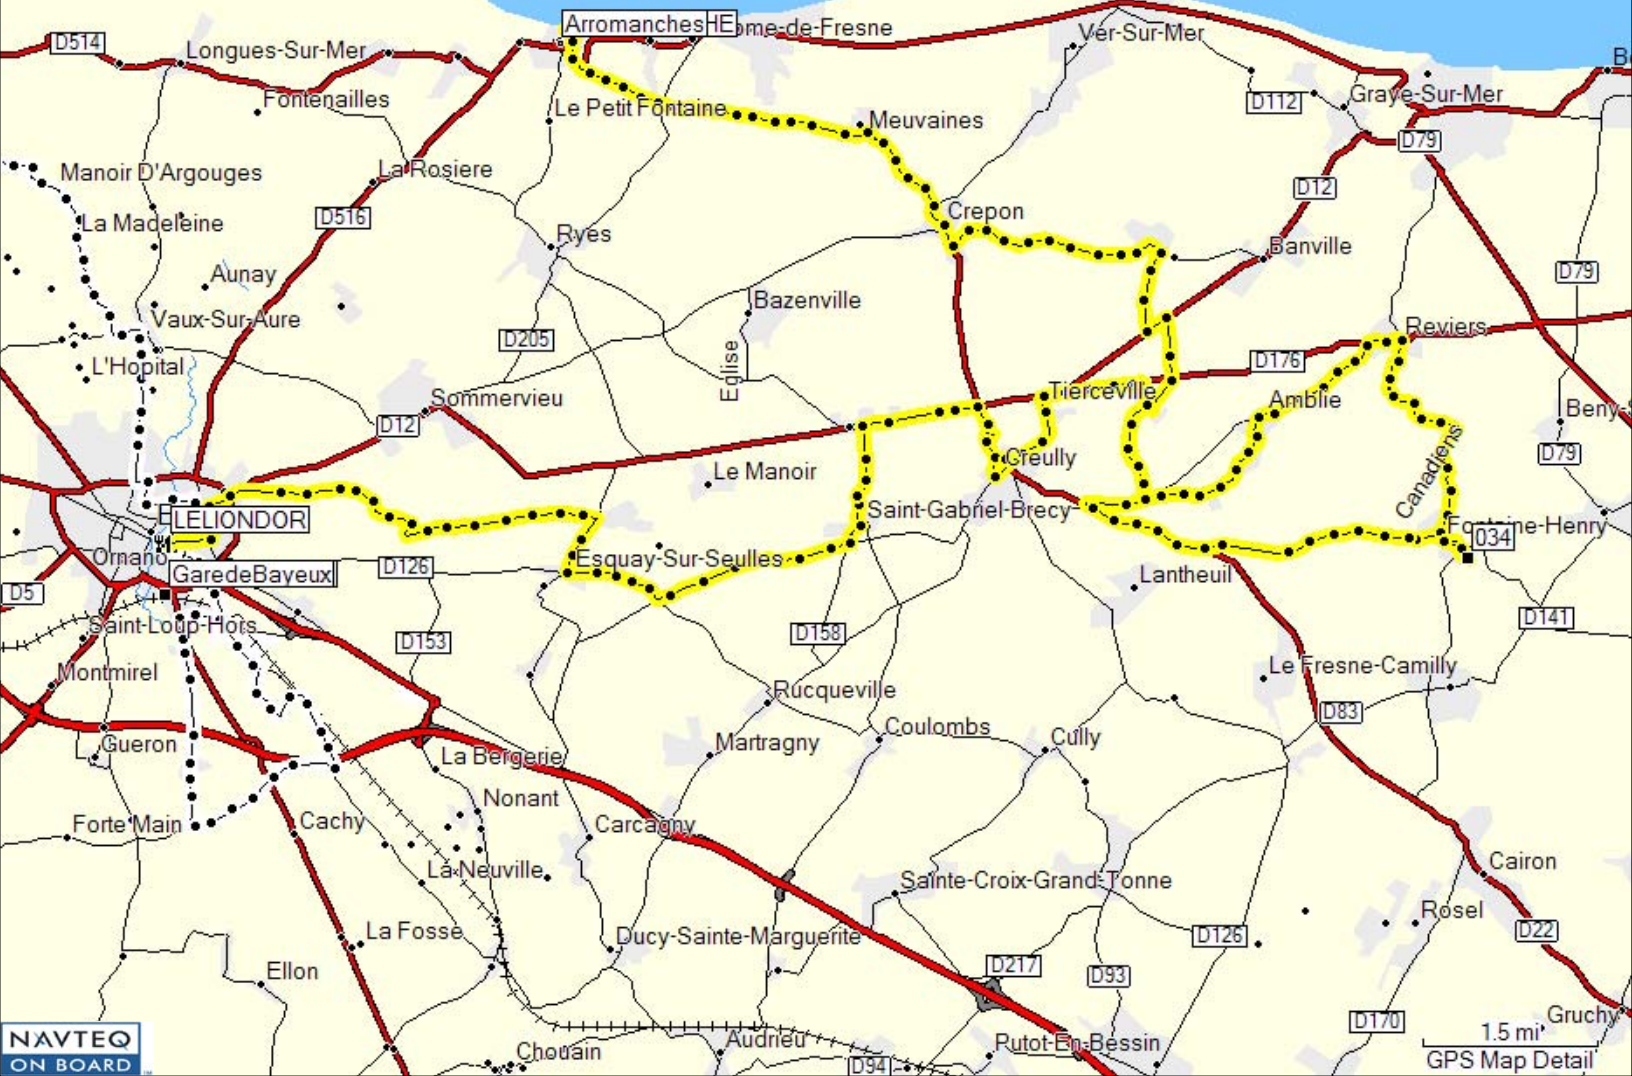 Arromanches
HE
ome-de-Fresne
D514
Longues-Sur-Mer
Ver-Sur-Mer
Fontenailles
Le Petit Fontaine
D112
Graye-Sur-Mer
Meuvaines
D79
Manoir D'Argouges
La Rosiere
D12
La Madeleine
D516
Crepon
Ryes
Banville
Aunay
D79
Bazenville
Vaux-Sur-Aure
D205
Reviers
L'Hopital
Eglise
D176
Sommervieu
Tierceville
Amblie
Beny-S
D12
Creully
D79
Le Manoir
Canadiens
Saint-Gabriel-Brecy
LELIONDOR
Fontaine-Henry
034
Ornano
Esquay-Sur-Seulles
D126
GaredeBayeux
Lantheuil
D5
D141
Saint-Loup-Hors
D153
D158
Montmirel
Le Fresne-Camilly
Rucqueville
D83
Gueron
Coulombs
Cully
Martragny
La Bergerie
Nonant
Forte Main
Cachy
Carcagny
Cairon
La Neuville
Sainte-Croix-Grand-Tonne
Rosel
La Fosse
Ducy-Sainte-Marguerite
D126
D22
Ellon
D217
D93
D170
Gruchy
NAVTEQ
ON BOARD
1.5 mi
Audrieu
Putot-En-Bessin
Chouain
D94
GPS Map Detail